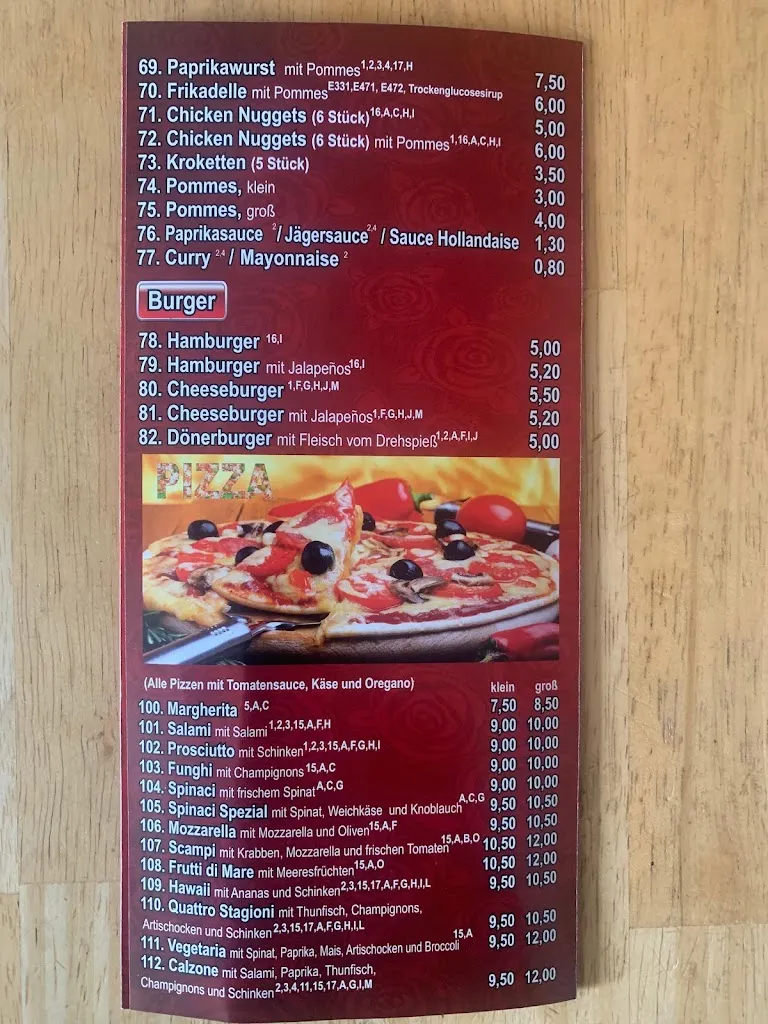 69. Paprikawurst mit Pommes1,2,3,4,17,H 7,50
70. Frikadelle mit PommesE331,E471, E472, Trockenglucosesirup 6,00
71. Chicken Nuggets (6 Stück)16,A,C,H,I 5,00
72. Chicken Nuggets (6 Stück) mit Pommes1,16,A,C,H,I 6,00
73. Kroketten (5 Stück) 3,50
74. Pommes, klein 3,00
75. Pommes, groß 4,00
76. Paprikasauce 2/Jägersauce2,4 / Sauce Hollandaise 1,30
77. Curry 2,4 / Mayonnaise 2 0,80
Burger
78. Hamburger 16,I 5,00
79. Hamburger mit Jalapeños16,I 5,20
80. Cheeseburger 1,F,G,H,J,M 5,50
81. Cheeseburger mit Jalapeños1,F,G,H,J,M 5,20
82. Dönerburger mit Fleisch vom Drehspieß1,2,A,F,I,J 5,00
PIZZA
(Alle Pizzen mit Tomatensauce, Käse und Oregano) klein groß
100. Margherita 5,A,C 7,50 8,50
101. Salami mit Salami1,2,3,15,A,F,H 9,00 10,00
102. Prosciutto mit Schinken1,2,3,15,A,F,G,H,I 9,00 10,00
103. Funghi mit Champignons 15,A,C 9,00 10,00
104. Spinaci mit frischem SpinatA,C,G 9,00 10,00
105. Spinaci Spezial mit Spinat, Weichkäse und KnoblauchA,C,G 9,50 10,50
106. Mozzarella mit Mozzarella und Oliven15,A,F 9,50 10,50
107. Scampi mit Krabben, Mozzarella und frischen Tomaten15,A,B,O 10,50 12,00
108. Frutti di Mare mit Meeresfrüchten15,A,O 10,50 12,00
109. Hawaii mit Ananas und Schinken2,3,15,17,A,F,G,H,I,L 9,50 10,50
110. Quattro Stagioni mit Thunfisch, Champignons,
Artischocken und Schinken2,3,15,17,A,F,G,H,I,L 9,50 10,50
111. Vegetaria mit Spinat, Paprika, Mais, Artischocken und Broccoli15,A 9,50 12,00
112. Calzone mit Salami, Paprika, Thunfisch,
Champignons und Schinken2,3,4,11,15,17,A,G,I,M 9,50 12,00